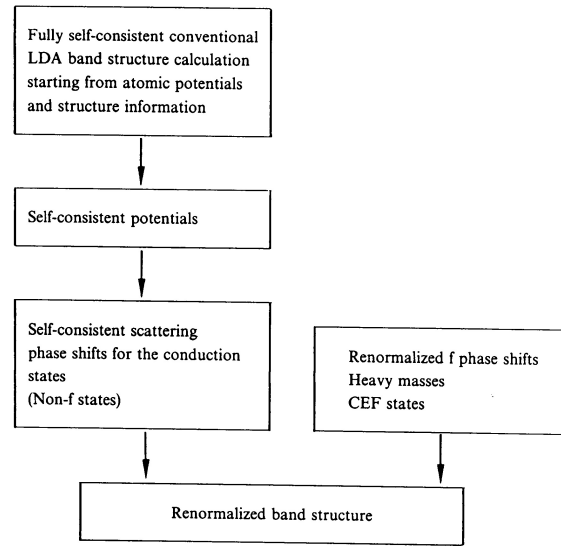 Fully self-consistent conventional
LDA band structure calculation
starting from atomic potentials
and structure information
Self-consistent potentials
Self-consistent scattering
phase shifts for the conduction
states
(Non-f states)
Renormalized f phase shifts
Heavy masses
CEF states
Renormalized band structure